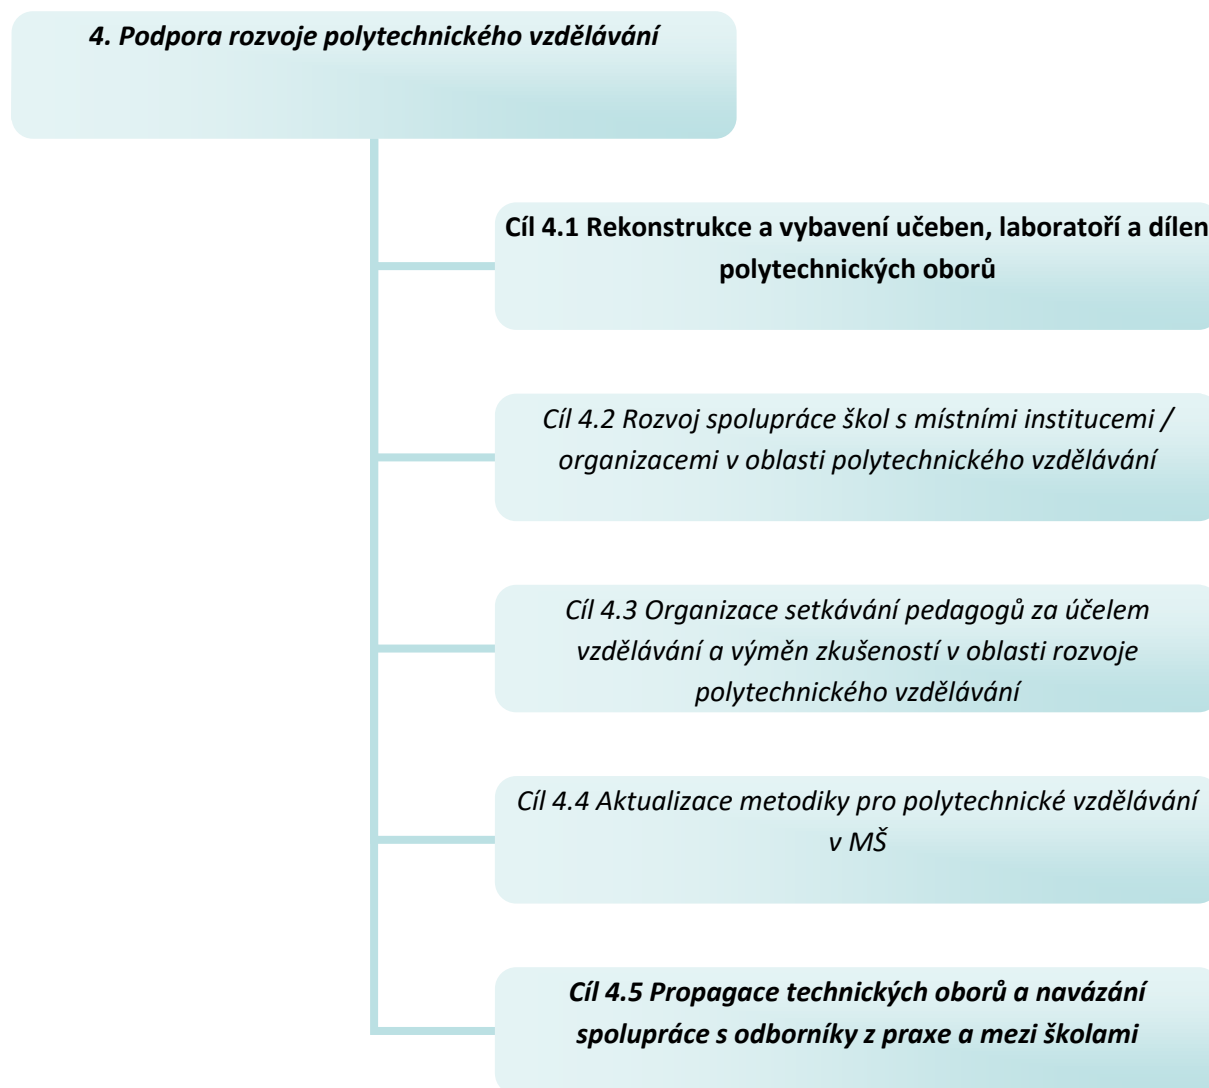 4. Podpora rozvoje polytechnického vzdělávání
Cíl 4.1 Rekonstrukce a vybavení učeben, laboratoří a dílen
polytechnických oborů
Cíl 4.2 Rozvoj spolupráce škol s místními institucemi /
organizacemi v oblasti polytechnického vzdělávání
Cíl 4.3 Organizace setkávání pedagogů za účelem
vzdělávání a výměn zkušeností v oblasti rozvoje
polytechnického vzdělávání
Cíl 4.4 Aktualizace metodiky pro polytechnické vzdělávání
v MŠ
Cíl 4.5 Propagace technických oborů a navázání
spolupráce s odborníky z praxe a mezi školami